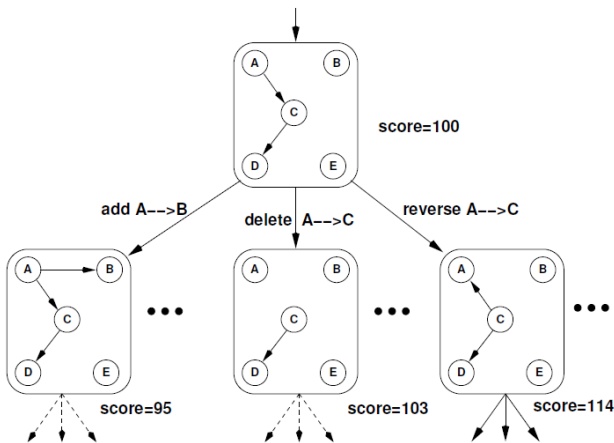 A B
C
D E
score=100
add A-->B
delete A-->C
reverse A-->C
A B
C
D E
score=95
A B
C
D E
score=103
A B
C
D E
score=114